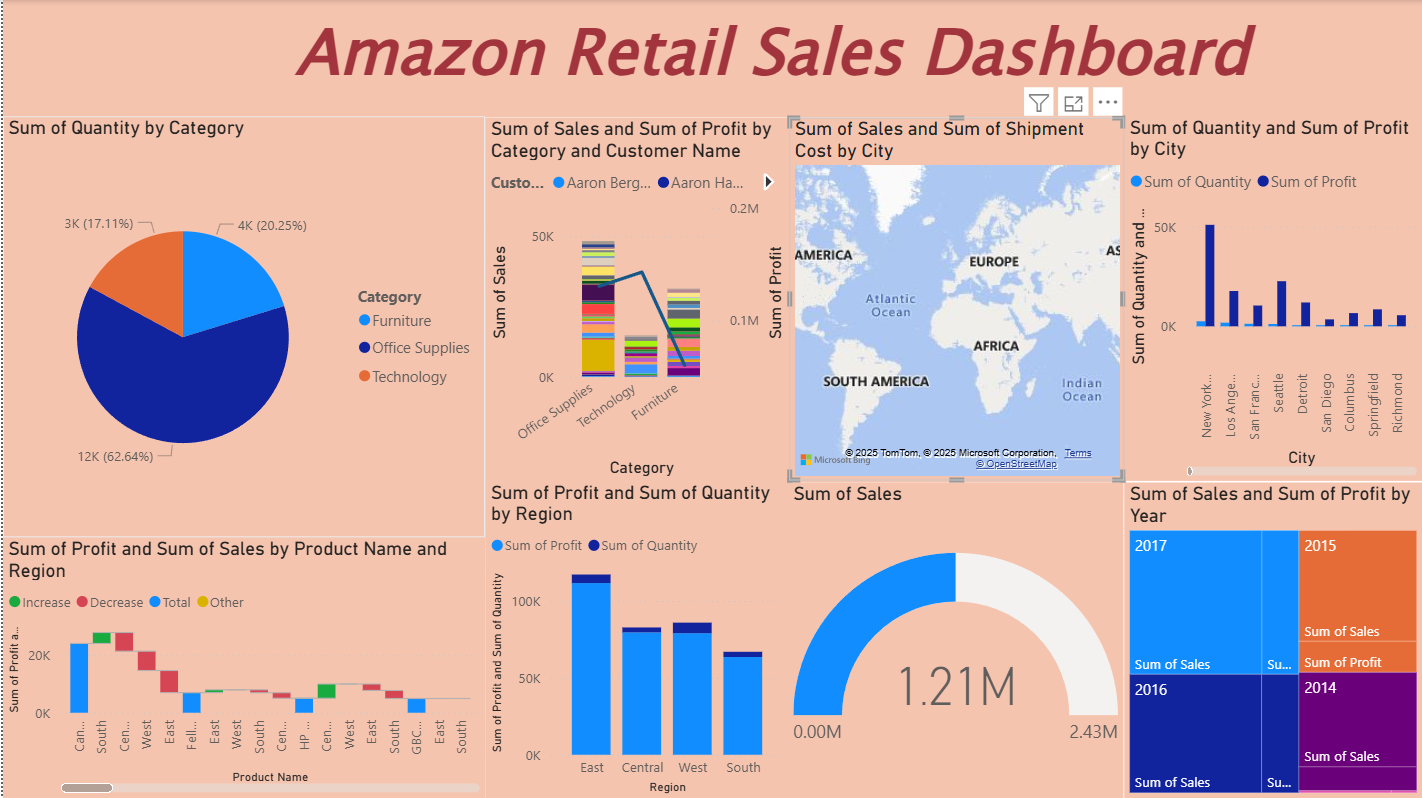 Amazon Retail Sales Dashboard
Sum of Quantity by Category
3K (17.11%)
4K (20.25%)
12K (62.64%)
Category
Furniture
Office Supplies
Technology
Sum of Sales and Sum of Profit by
Category and Customer Name
Custo... Aaron Berg... Aaron Ha...
0.2M
50K
0.1M
0K
Sum of Sales
Sum of Profit
Office Supplies
Technology
Furniture
Category
Sum of Sales and Sum of Shipment
Cost by City
AMERICA
EUROPE
AS
Atlantic
Ocean
AFRICA
SOUTH AMERICA
Indian
Ocean
Microsoft Bing
© 2025 TomTom, © 2025 Microsoft Corporation, Terms
© OpenStreetMap
Sum of Quantity and Sum of Profit
by City
Sum of Quantity Sum of Profit
Sum of Quantity and ...
50K
0K
New York...
Los Ange...
San Franc...
Seattle
Detroit
San Diego
Columbus
Springfield
Richmond
City
Sum of Profit and Sum of Sales by Product Name and
Region
Increase Decrease Total Other
Sum of Profit a...
20K
0K
Can...
South
Cen...
West
East
Fell...
East
West
South
Cen...
HP ...
Cen...
West
East
South
GBC...
East
South
Product Name
Sum of Profit and Sum of Quantity
by Region
Sum of Profit Sum of Quantity
Sum of Profit and Sum of Quantity
100K
50K
0K
East Central West South
Region
Sum of Sales
1.21M
0.00M
2.43M
Sum of Sales and Sum of Profit by
Year
2017
Sum of Sales
Su...
2016
Sum of Sales
Su...
2015
Sum of Sales
Sum of Profit
2014
Sum of Sales